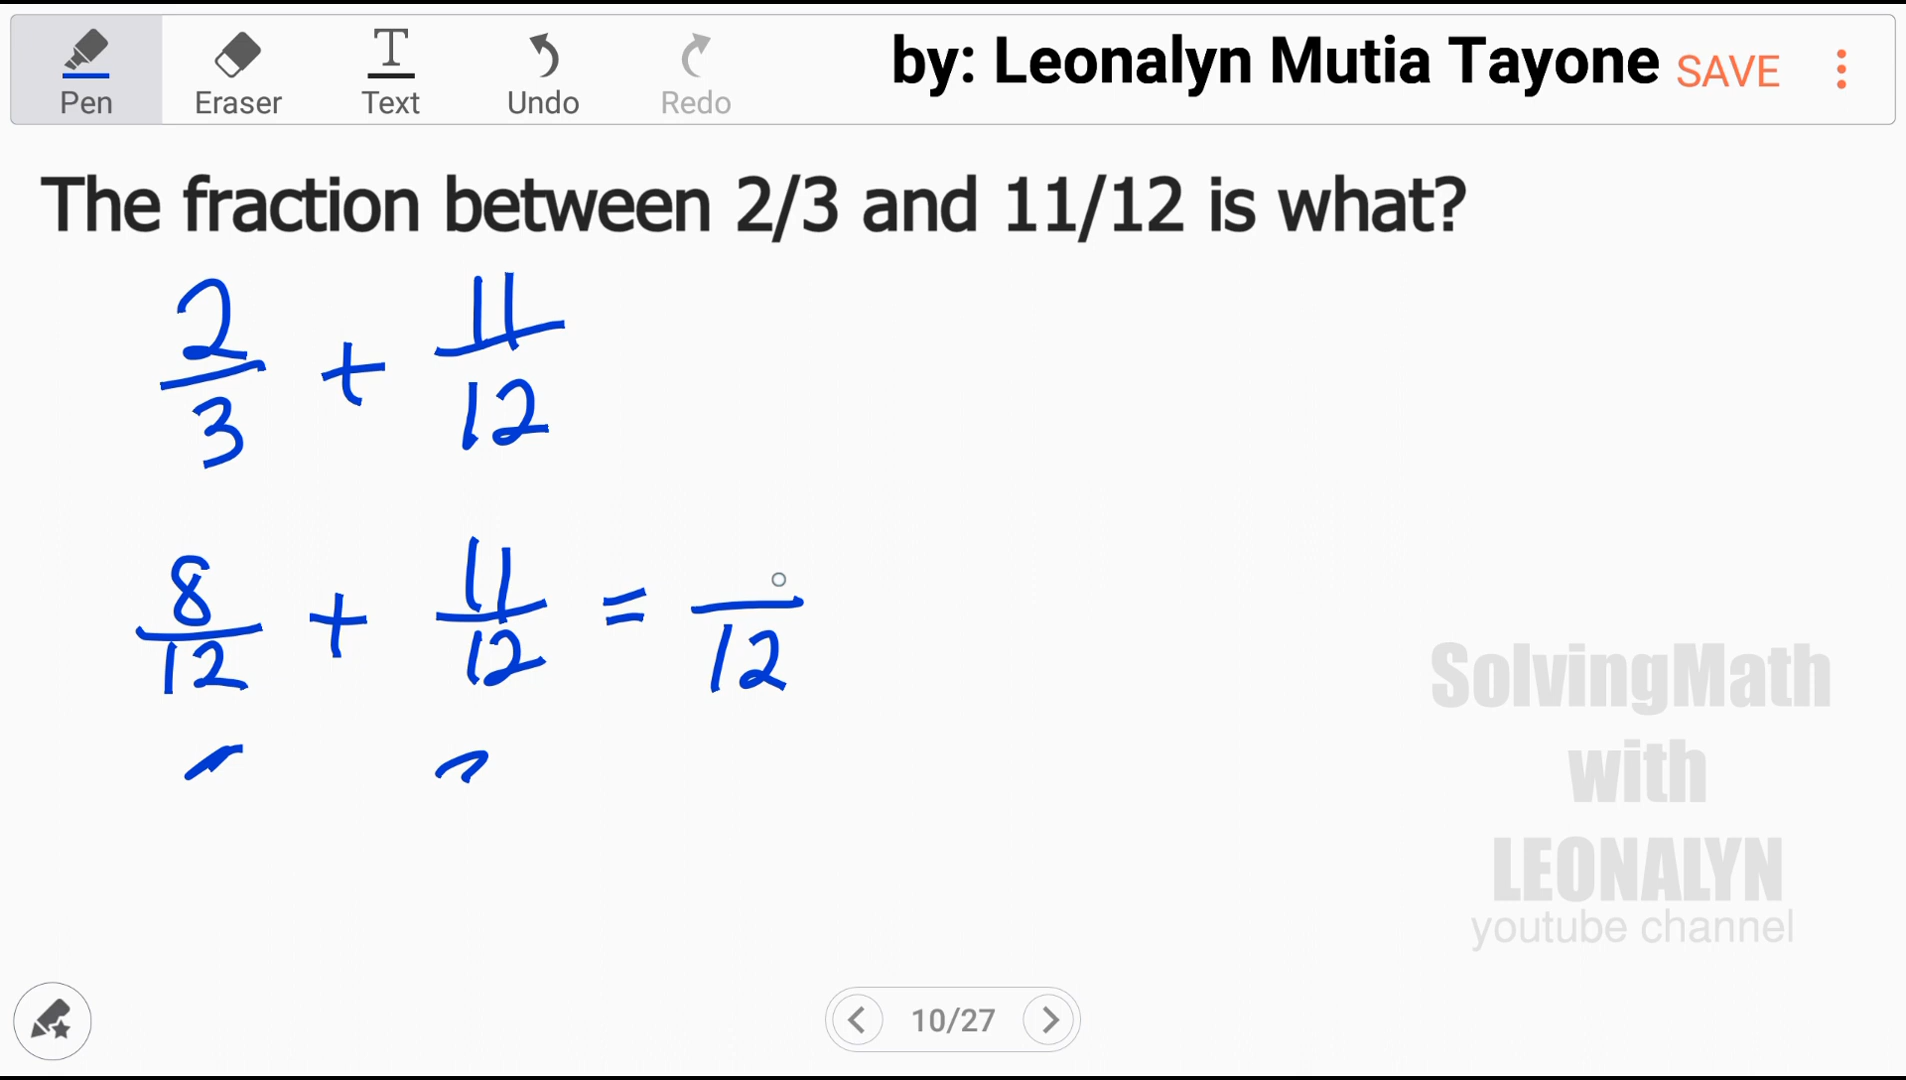 Pen Eraser Text Undo Redo by: Leonalyn Mutia Tayone SAVE
The fraction between 2/3 and 11/12 is what?
2/3 + 11/12
8/12 + 11/12 = /12
SolvingMath
with
LEONALYN
youtube channel
10/27